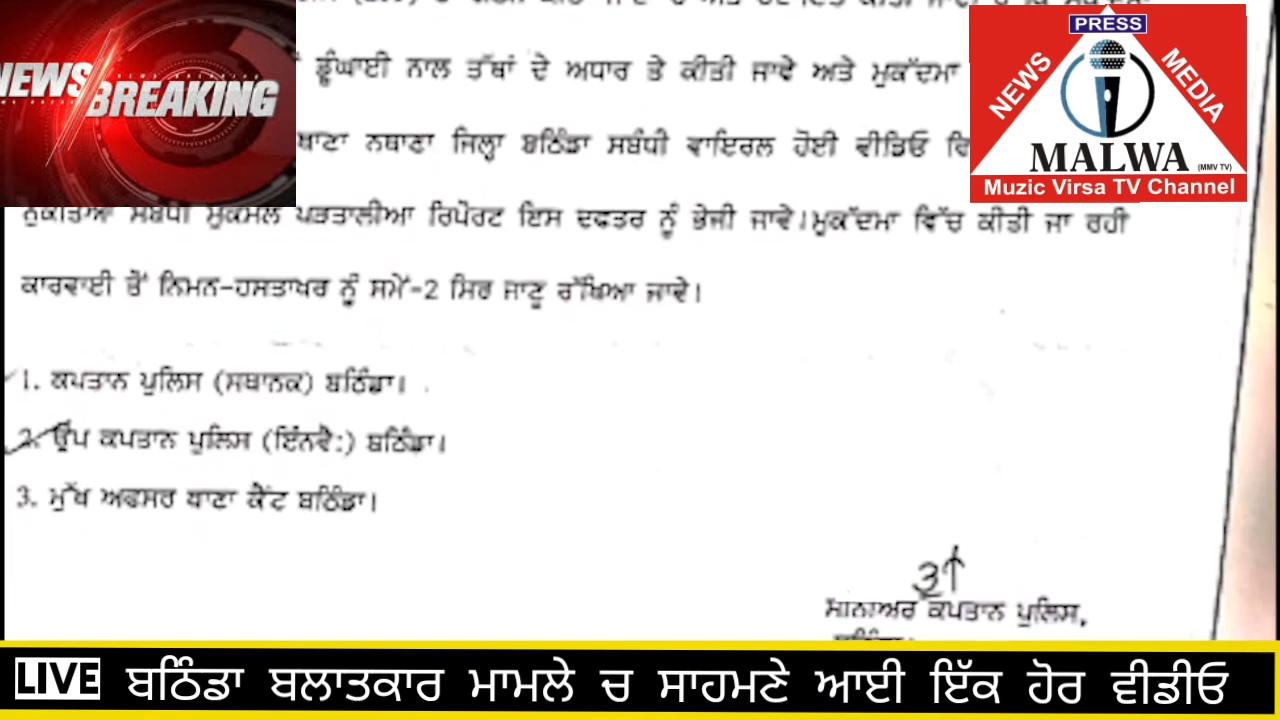 ਡੂੰਘਾਈ ਨਾਲ ਤੱਥਾਂ ਦੇ ਅਧਾਰ ਤੇ ਕੀਤੀ ਜਾਵੇ ਅਤੇ ਮੁਕੱਦਮਾ
ਥਾਣਾ ਨਥਾਣਾ ਜਿਲ੍ਹਾ ਬਠਿੰਡਾ ਸਬੰਧੀ ਵਾਇਰਲ ਹੋਈ ਵੀਡਿਓ
ਨੁਕਤਿਆਂ ਸਬੰਧੀ ਮੁਕੰਮਲ ਪੜਤਾਲੀਆ ਰਿਪੋਰਟ ਇਸ ਦਫਤਰ ਨੂੰ ਭੇਜੀ ਜਾਵੇ।ਮੁਕੱਦਮਾ ਵਿੱਚ ਕੀਤੀ ਜਾ ਰਹੀ
ਕਾਰਵਾਈ ਤੋਂ ਨਿਮਨ-ਹਸਤਾਖਰ ਨੂੰ ਸਮੇਂ-2 ਸਿਰ ਜਾਣੂ ਰੱਖਿਆ ਜਾਵੇ।
1. ਕਪਤਾਨ ਪੁਲਿਸ (ਸਥਾਨਕ) ਬਠਿੰਡਾ।
2. ਉਪ ਕਪਤਾਨ ਪੁਲਿਸ (ਇੰਨਵੈ:) ਬਠਿੰਡਾ।
3. ਮੁੱਖ ਅਫਸਰ ਥਾਣਾ ਕੈਂਟ ਬਠਿੰਡਾ।
ਸੀਨੀਅਰ ਕਪਤਾਨ ਪੁਲਿਸ,
NEWS
BREAKING
PRESS
NEWS
MEDIA
MALWA (MMV TV)
Muzic Virsa TV Channel
LIVE ਬਠਿੰਡਾ ਬਲਾਤਕਾਰ ਮਾਮਲੇ ਚ ਸਾਹਮਣੇ ਆਈ ਇੱਕ ਹੋਰ ਵੀਡੀਓ